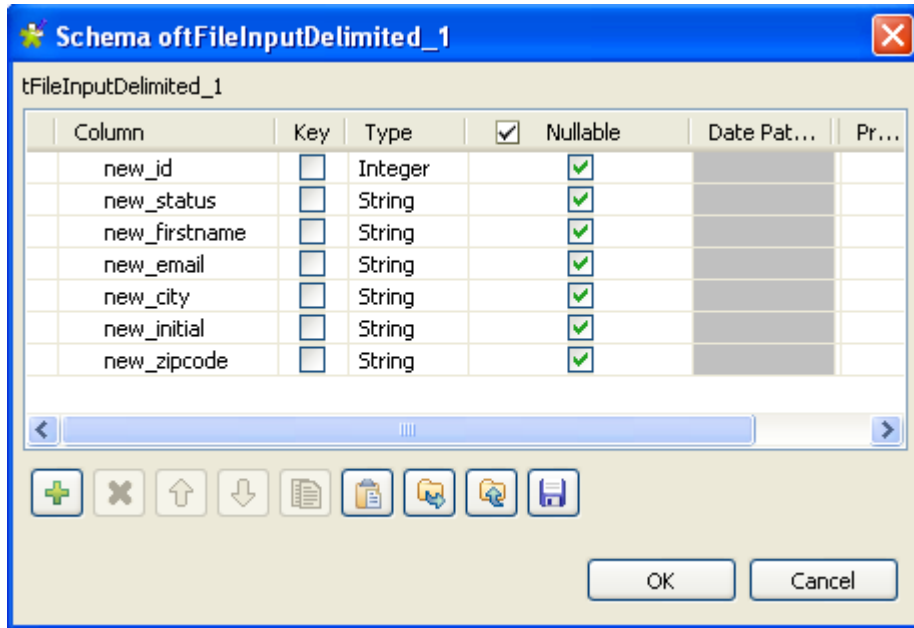 Schema oftFileInputDelimited_1
tFileInputDelimited_1
Column Key Type Nullable Date Pat... Pr...
new_id Integer
new_status String
new_firstname String
new_email String
new_city String
new_initial String
new_zipcode String
OK Cancel